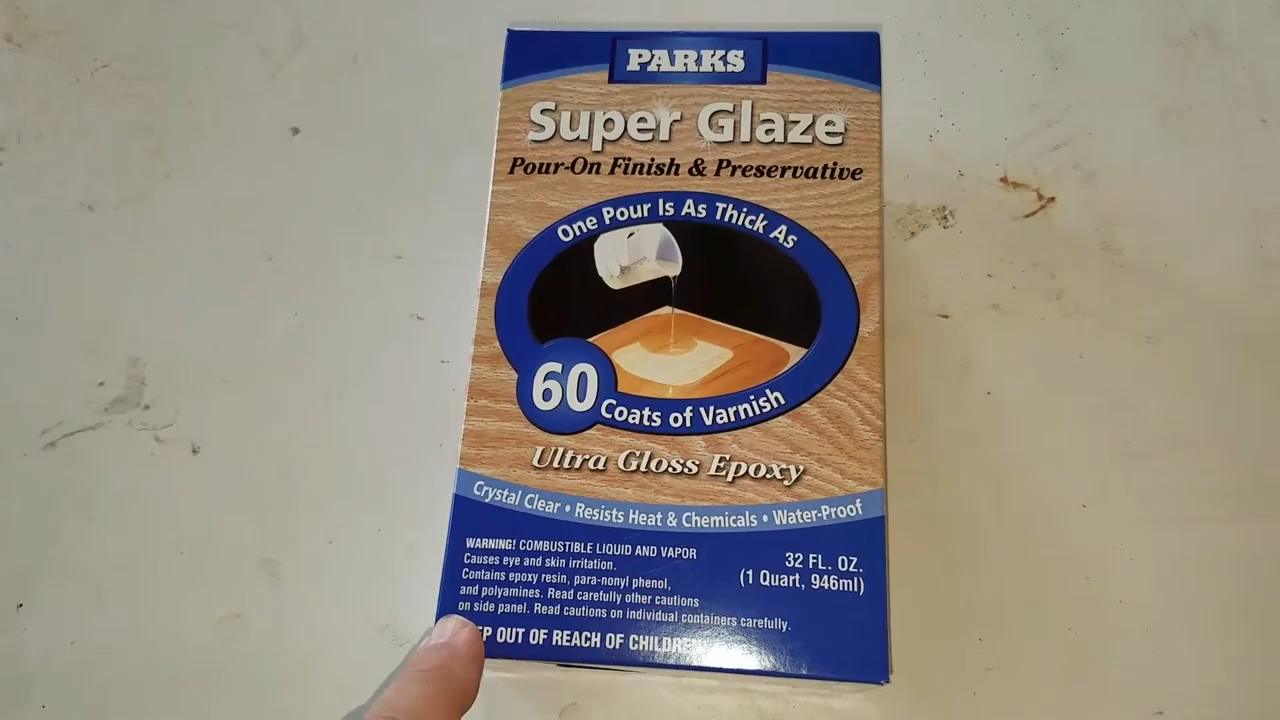 PARKS
Super Glaze
Pour-On Finish & Preservative
One Pour Is As Thick As
60 Coats of Varnish
Ultra Gloss Epoxy
Crystal Clear • Resists Heat & Chemicals • Water-Proof
WARNING! COMBUSTIBLE LIQUID AND VAPOR
Causes eye and skin irritation.
Contains epoxy resin, para-nonyl phenol,
and polyamines. Read carefully other cautions
on side panel. Read cautions on individual containers carefully.
32 FL. OZ.
(1 Quart, 946ml)
OUT OF REACH OF